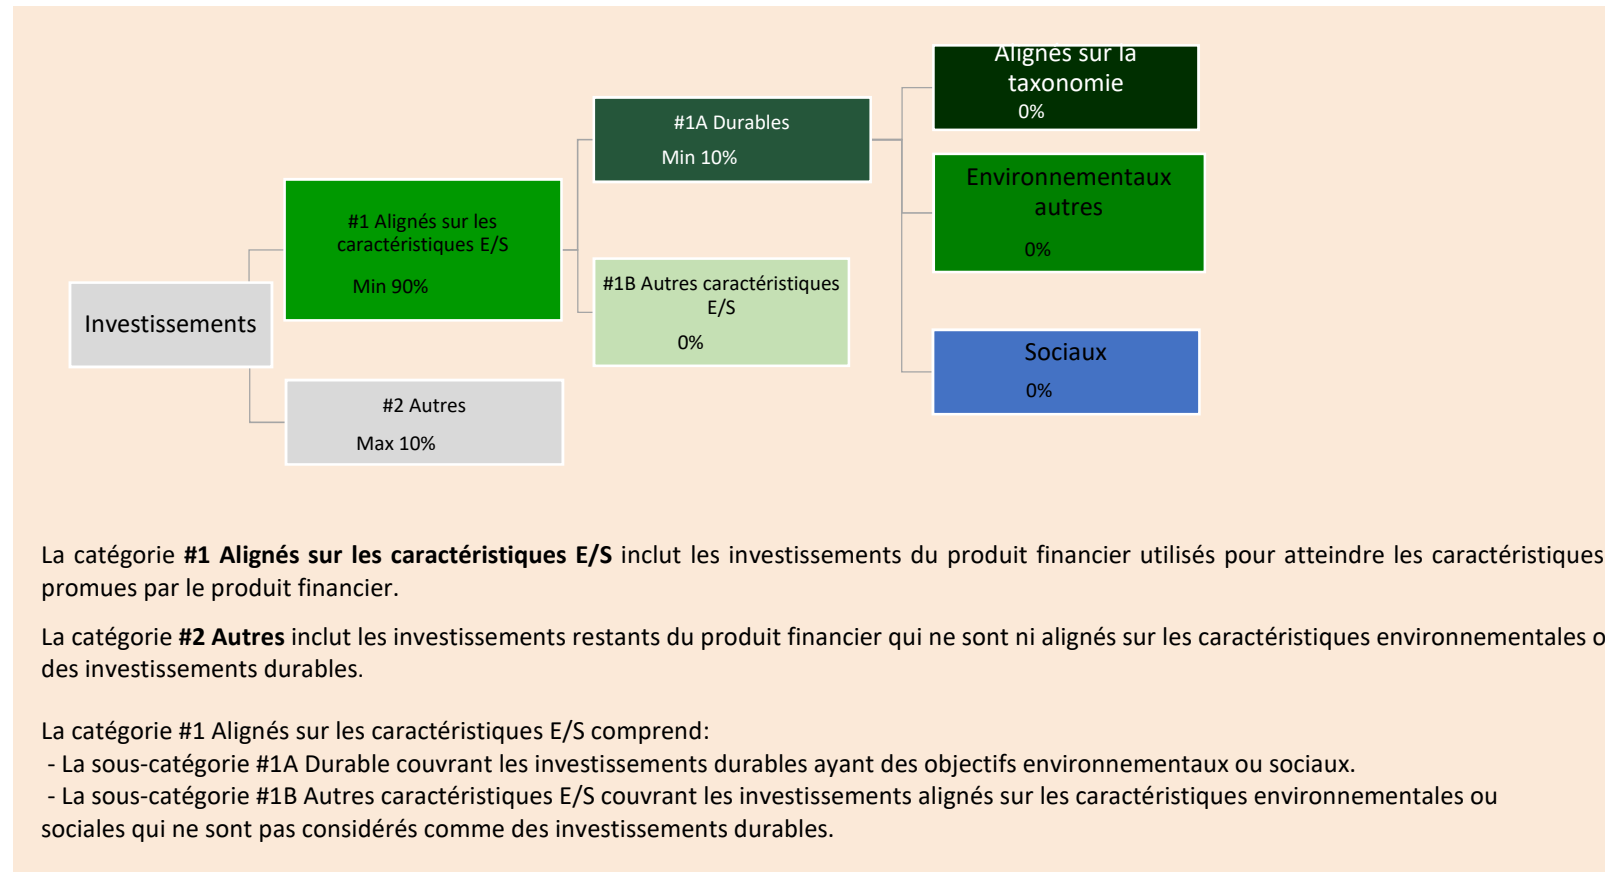 Alignés sur la
taxonomie
0%
#1A Durables
Min 10%
Environnementaux
autres
0%
#1 Alignés sur les
caractéristiques E/S
Min 90%
#1B Autres caractéristiques
E/S
0%
Investissements
Sociaux
0%
#2 Autres
Max 10%
La catégorie #1 Alignés sur les caractéristiques E/S inclut les investissements du produit financier utilisés pour atteindre les caractéristiques
promues par le produit financier.
La catégorie #2 Autres inclut les investissements restants du produit financier qui ne sont ni alignés sur les caractéristiques environnementales
des investissements durables.
La catégorie #1 Alignés sur les caractéristiques E/S comprend:
- La sous-catégorie #1A Durable couvrant les investissements durables ayant des objectifs environnementaux ou sociaux.
- La sous-catégorie #1B Autres caractéristiques E/S couvrant les investissements alignés sur les caractéristiques environnementales ou
sociales qui ne sont pas considérés comme des investissements durables.